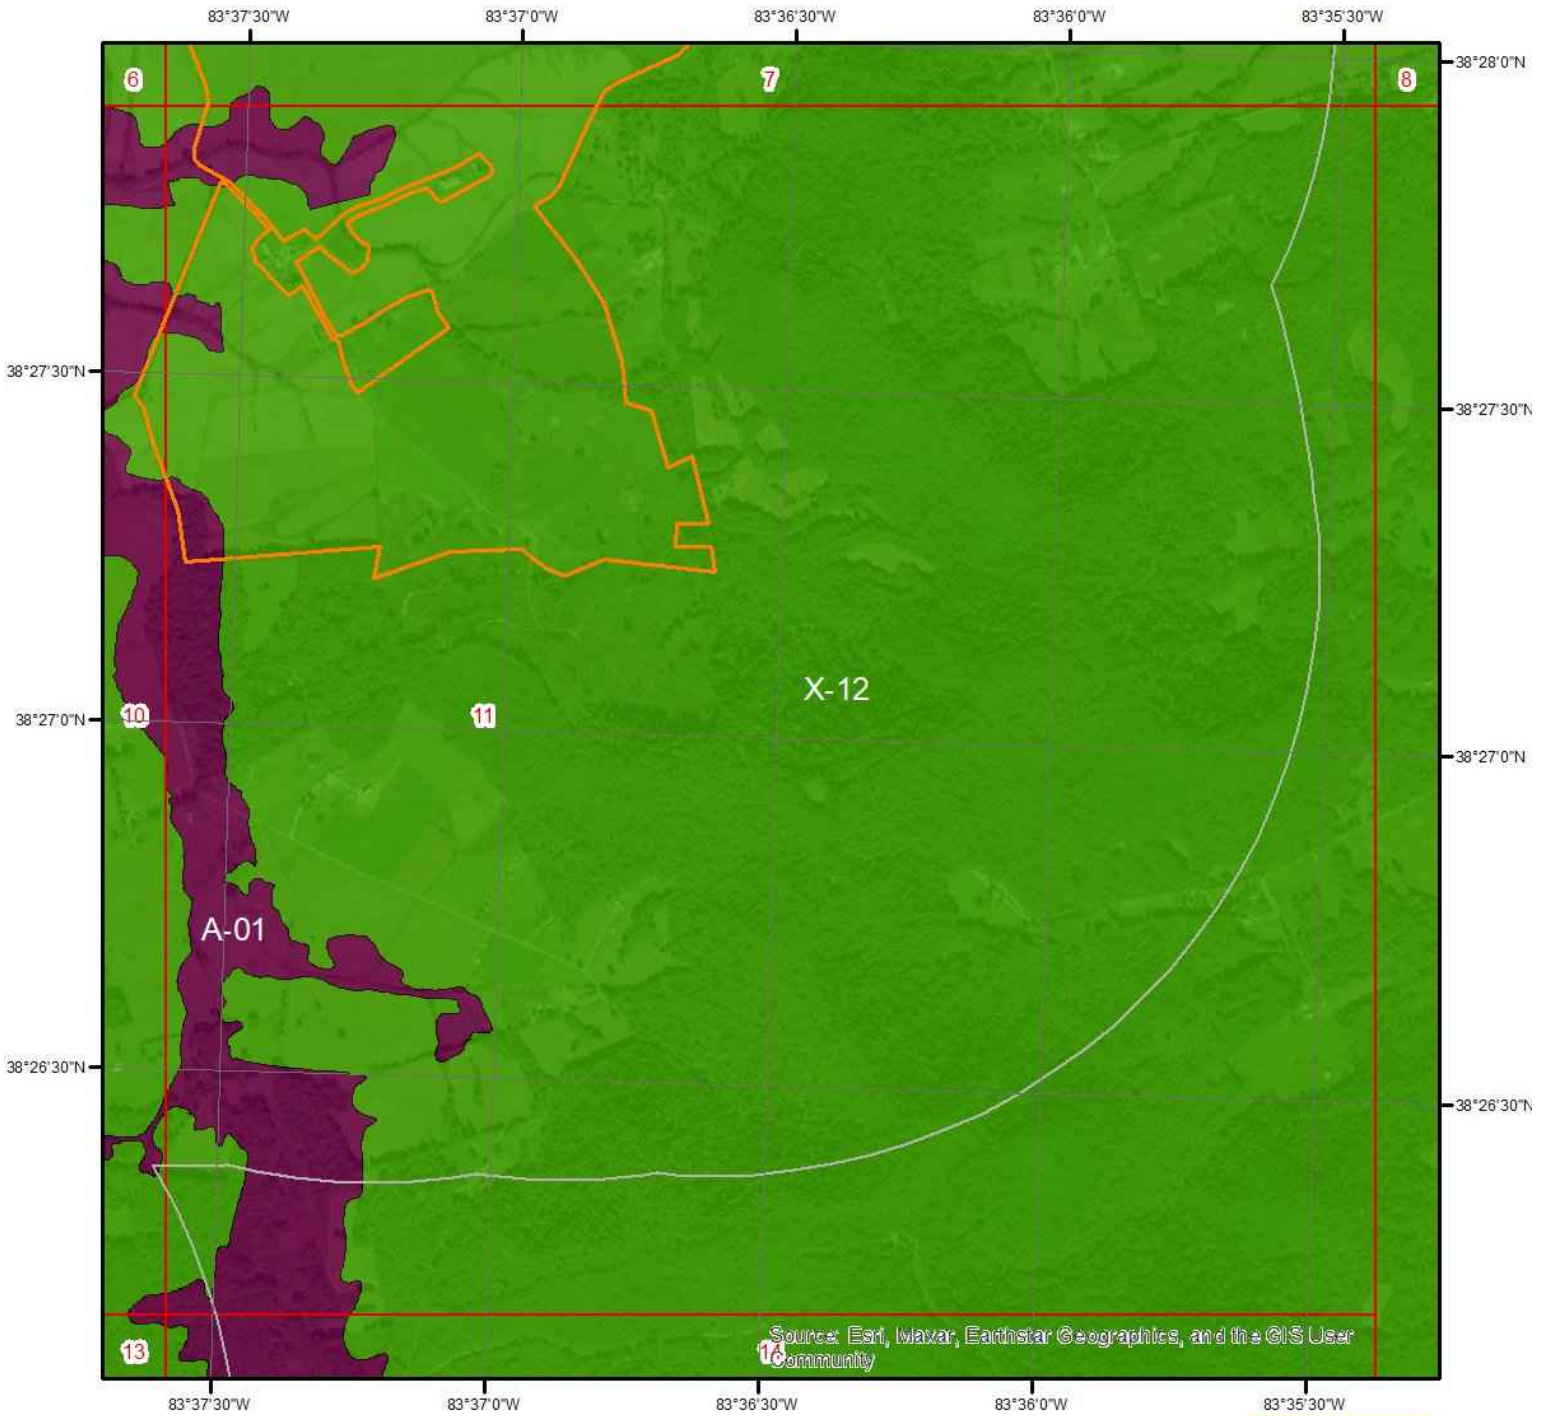 83°37'30"W 83°37'0"W 83°36'30"W 83°36'0"W 83°35'30"W
38°28'0"N
6 7 8
38°27'30"N
38°27'30"N
X-12
10 11
38°27'0"N
38°27'0"N
A-01
38°26'30"N
38°26'30"N
Source: Esri, Maxar, Earthstar Geographics, and the GIS User
Community
13 14
83°37'30"W 83°37'0"W 83°36'30"W 83°36'0"W 83°35'30"W